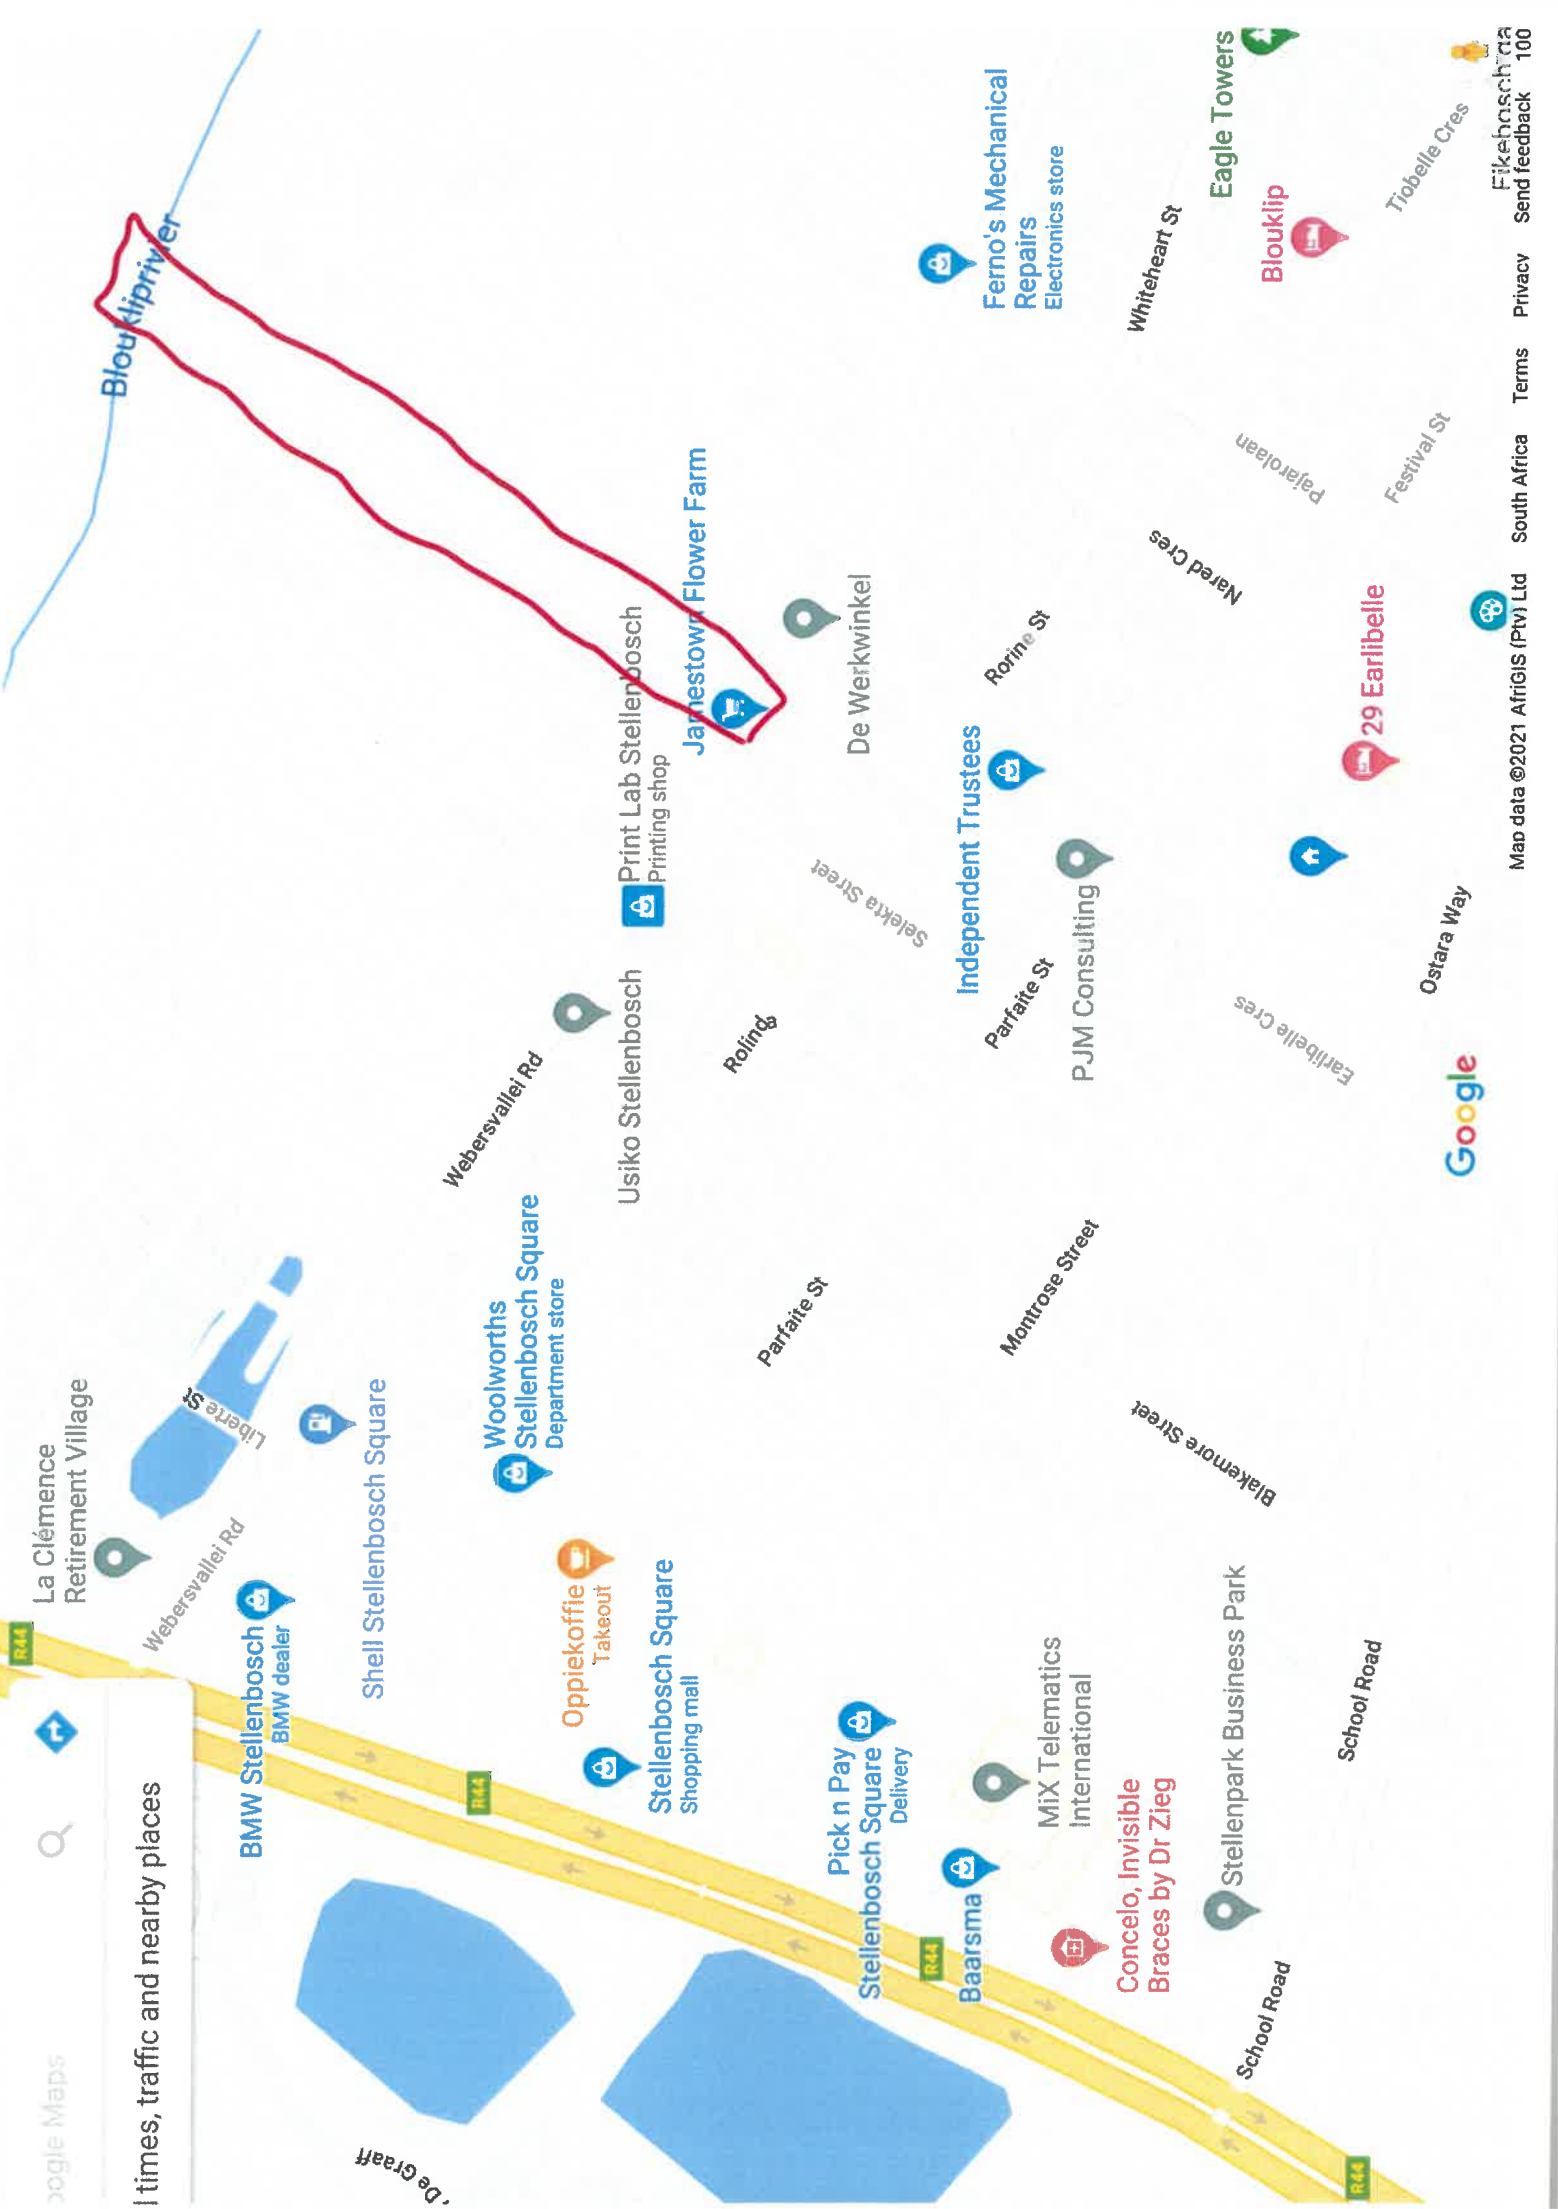 oogle Maps
l times, traffic and nearby places
R44
La Clémence
Retirement Village
Webersvallei Rd
Liberte St
BMW Stellenbosch
BMW dealer
Shell Stellenbosch Square
Bloukliprivier
R44
Webersvallei Rd
Woolworths
Stellenbosch Square
Department store
Oppiekoffie
Takeout
Stellenbosch Square
Shopping mall
Usiko Stellenbosch
Print Lab Stellenbosch
Printing shop
Jamestown Flower Farm
De Graaff
Rolinda
Parfaite St
Selekta Street
De Werkwinkel
Pick n Pay
Stellenbosch Square
Delivery
R44
Baarsma
MiX Telematics
International
Montrose Street
Parfaite St
Independent Trustees
Rorine St
Ferno's Mechanical
Repairs
Electronics store
PJM Consulting
Concelo, Invisible
Braces by Dr Zieg
Blakemore Street
Nared Cres
Whiteheart St
Stellenpark Business Park
School Road
Earlibelle Cres
Pajarolaan
Eagle Towers
Blouklip
School Road
29 Earlibelle
Festival St
Tiobelle Cres
R44
Ostara Way
Google
Map data ©2021 AfriGIS (Pty) Ltd South Africa Terms Privacy Send feedback 100